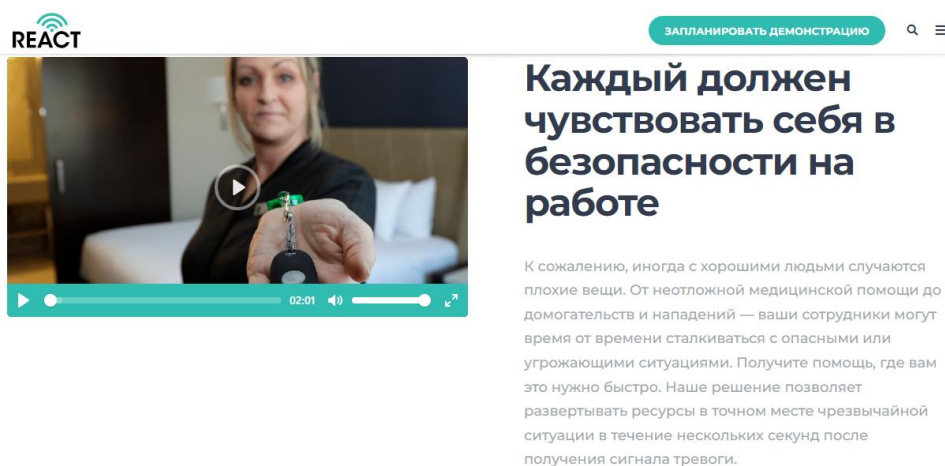 REACT
ЗАПЛАНИРОВАТЬ ДЕМОНСТРАЦИЮ
Каждый должен
чувствовать себя в
безопасности на
работе
02:01
К сожалению, иногда с хорошими людьми случаются
плохие вещи. От неотложной медицинской помощи до
домогательств и нападений — ваши сотрудники могут
время от времени сталкиваться с опасными или
угрожающими ситуациями. Получите помощь, где вам
это нужно быстро. Наше решение позволяет
развертывать ресурсы в точном месте чрезвычайной
ситуации в течение нескольких секунд после
получения сигнала тревоги.